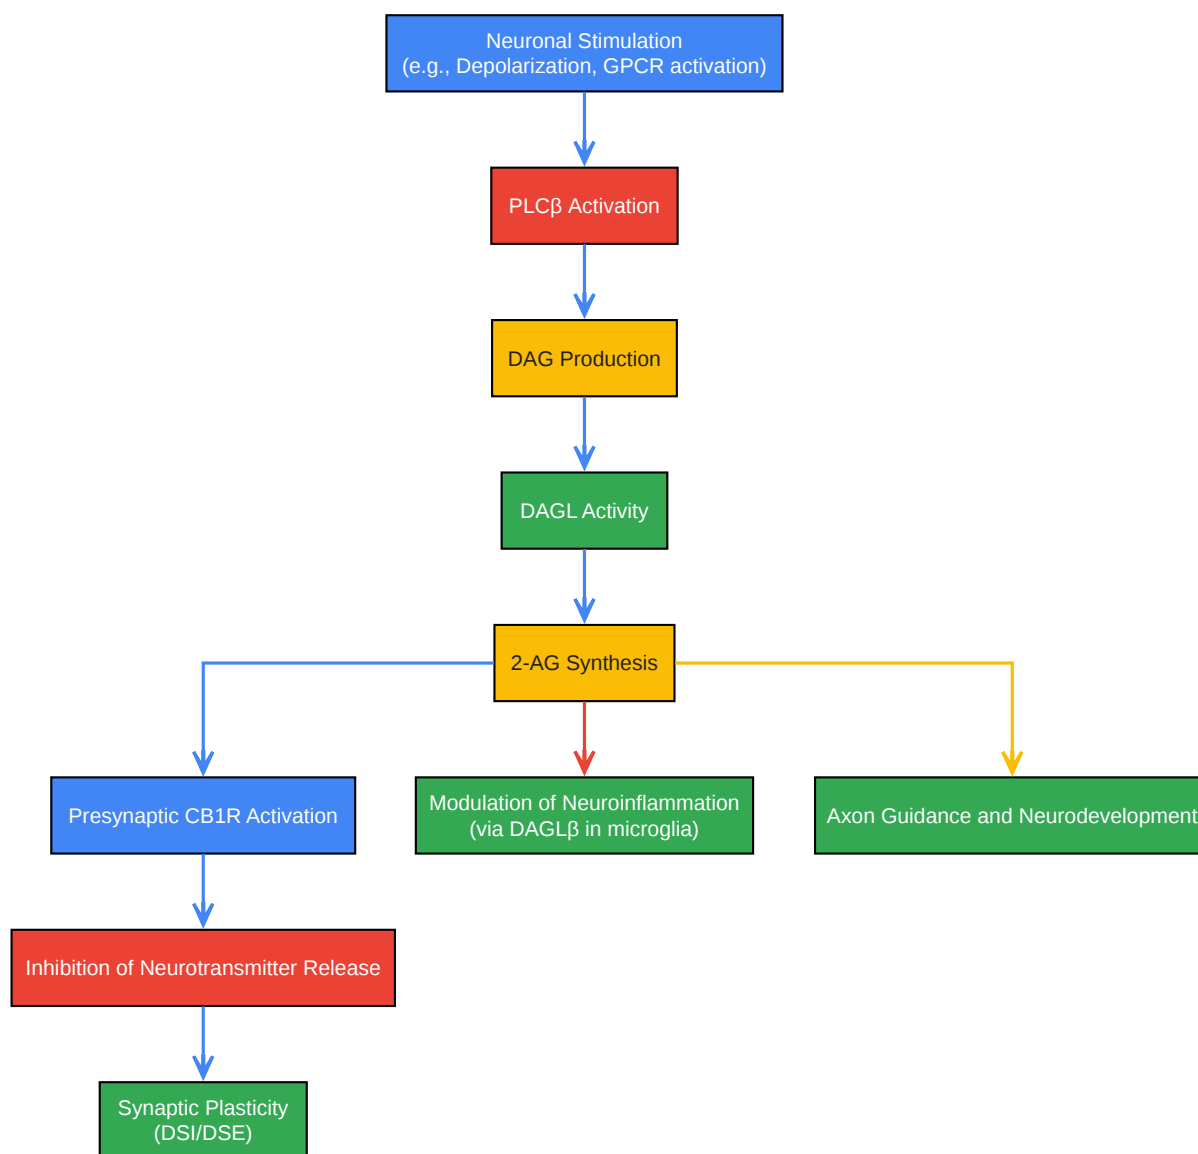 Neuronal Stimulation
(e.g., Depolarization, GPCR activation)
PLCβ Activation
DAG Production
DAGL Activity
2-AG Synthesis
Presynaptic CB1R Activation
Modulation of Neuroinflammation
(via DAGLβ in microglia)
Axon Guidance and Neurodevelopment
Inhibition of Neurotransmitter Release
Synaptic Plasticity
(DSI/DSE)